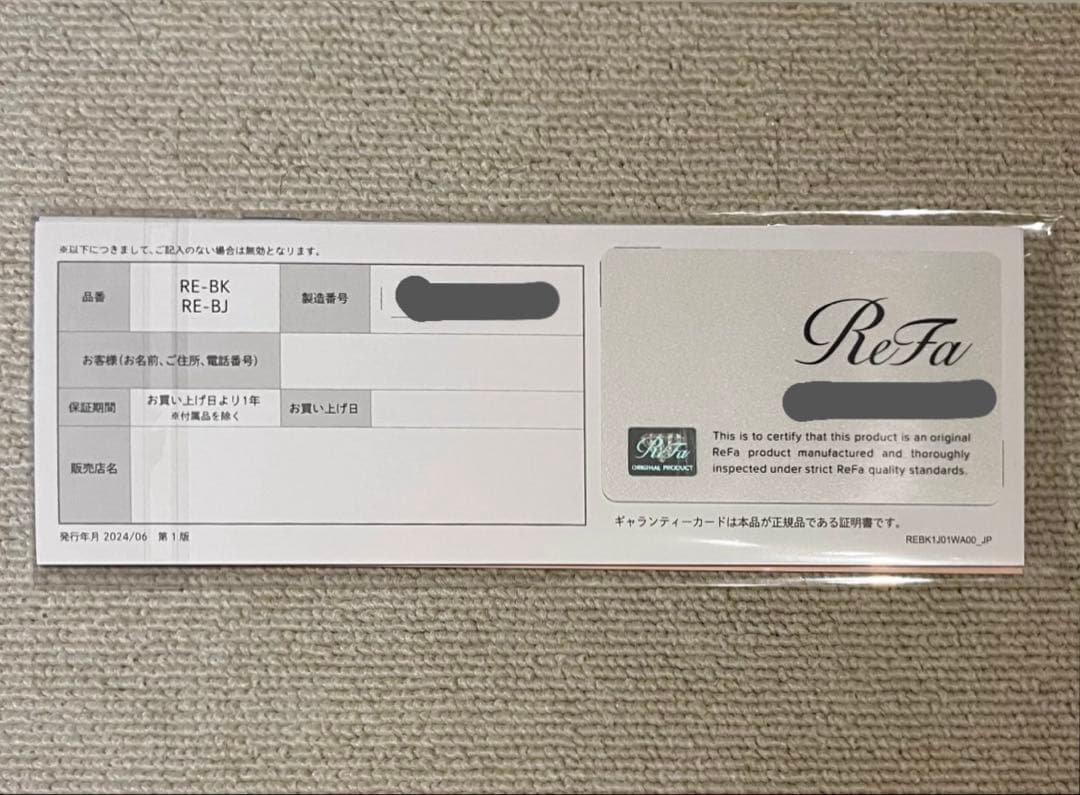 ※以下につきまして、ご記入のない場合は無効となります。
品番
RE-BK
RE-BJ
製造番号
お客様(お名前、ご住所、電話番号)
保証期間
お買い上げ日より1年
※付属品を除く
お買い上げ日
販売店名
発行年月 2024/06 第1版
ReFa
ReFa
ORIGINAL PRODUCT
This is to certify that this product is an original
ReFa product manufactured and thoroughly
inspected under strict ReFa quality standards.
ギャランティーカードは本品が正規品である証明書です。
REBK1J01WA00_JP